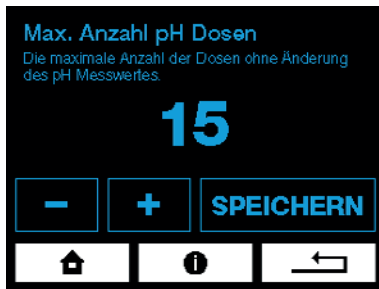 Max. Anzahl pH Dosen
Die maximale Anzahl der Dosen ohne Änderung
des pH Messwertes.
15
− + SPEICHERN
i